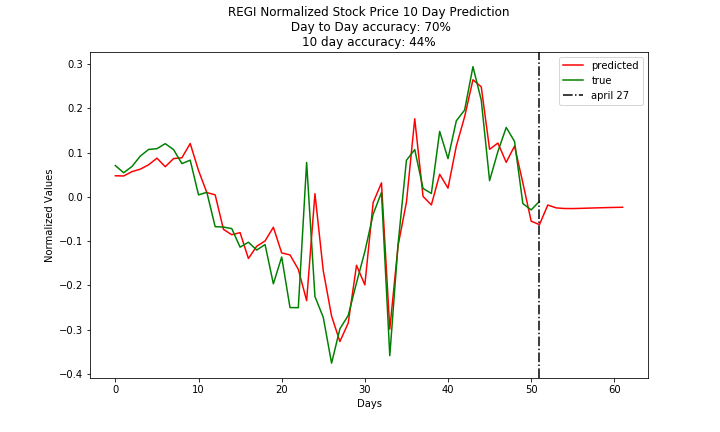 REGI Normalized Stock Price 10 Day Prediction
Day to Day accuracy: 70%
10 day accuracy: 44%
predicted
true
april 27
0.3
0.2
0.1
0.0
−0.1
−0.2
−0.3
−0.4
Normalized Values
0 10 20 30 40 50 60
Days